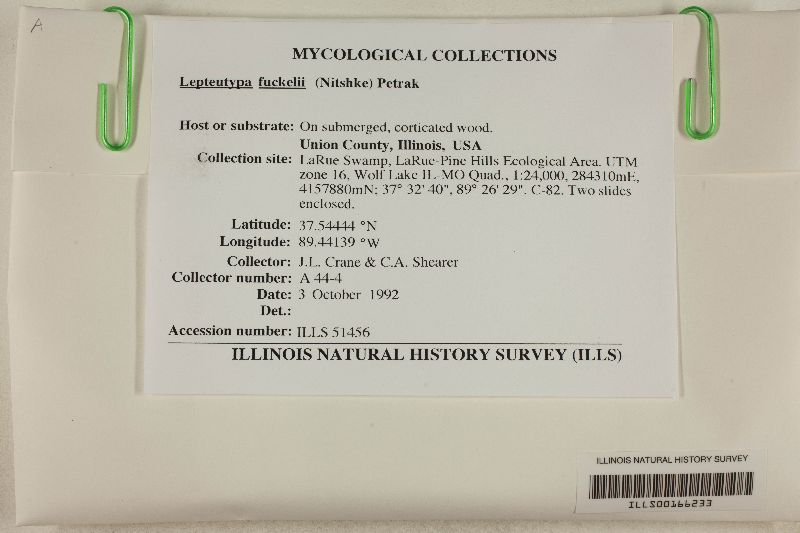 A
MYCOLOGICAL COLLECTIONS
Lepteutypa fuckelii (Nitshke) Petrak
Host or substrate: On submerged, corticated wood.
Union County, Illinois, USA
Collection site: LaRue Swamp, LaRue-Pine Hills Ecological Area. UTM
zone 16, Wolf Lake IL-MO Quad., 1:24,000, 284310mE,
4157880mN; 37° 32' 40", 89° 26' 29". C-82. Two slides
enclosed.
Latitude: 37.54444 °N
Longitude: 89.44139 °W
Collector: J.L. Crane & C.A. Shearer
Collector number: A 44-4
Date: 3 October 1992
Det.:
Accession number: ILLS 51456
ILLINOIS NATURAL HISTORY SURVEY (ILLS)
ILLINOIS NATURAL HISTORY SURVEY
ILLS00166233